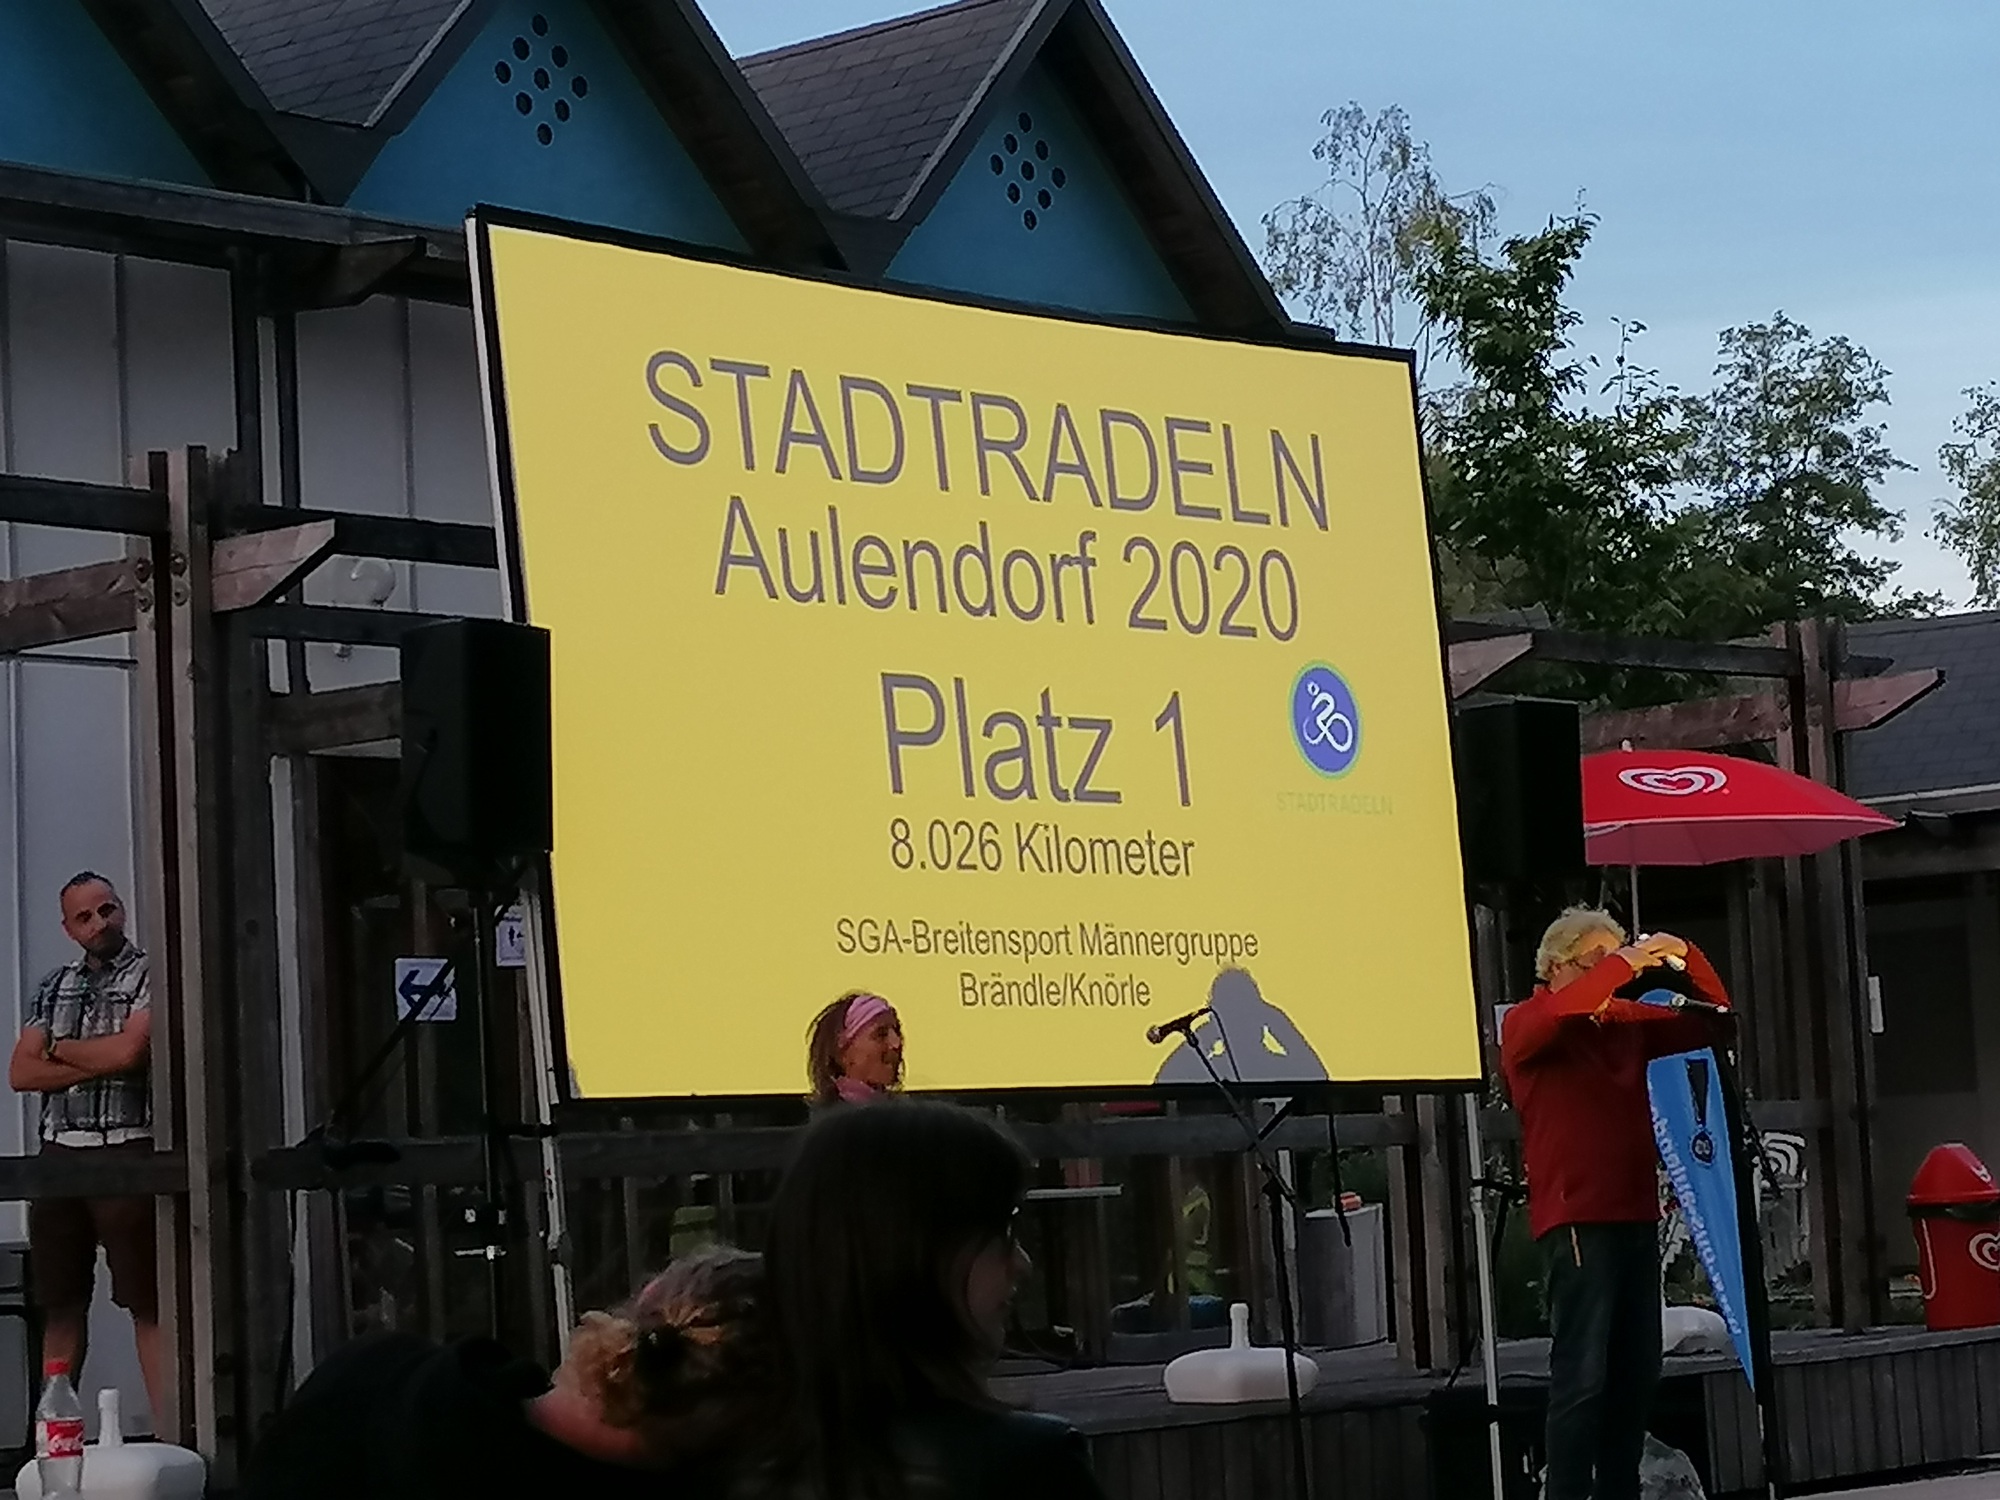 STADTRADELN
Aulendorf 2020
Platz 1
8.026 Kilometer
STADTRADELN
SGA-Breitensport Männergruppe
Brändle/Knörle